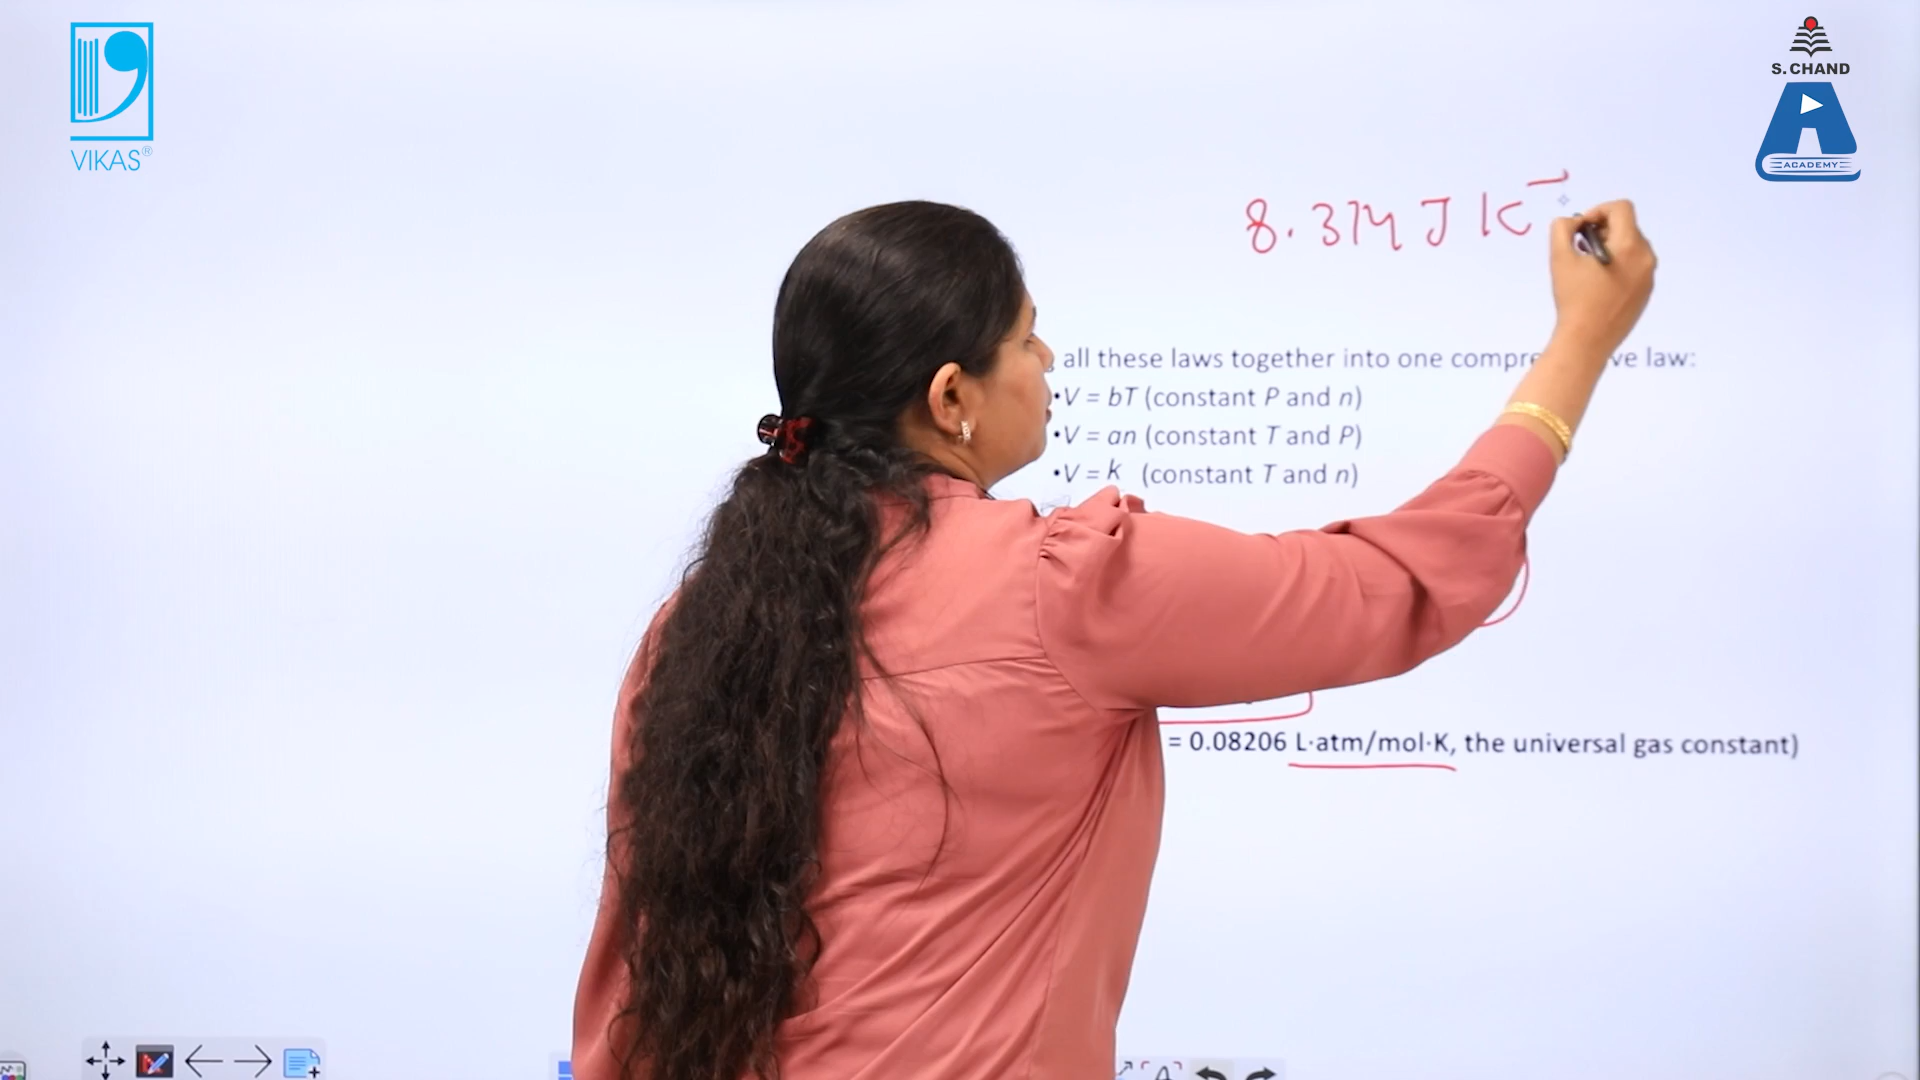 VIKAS®
S. CHAND
ACADEMY
8.314 J K⁻
all these laws together into one compre ve law:
•V = bT (constant P and n)
•V = an (constant T and P)
•V = k (constant T and n)
= 0.08206 L·atm/mol·K, the universal gas constant)